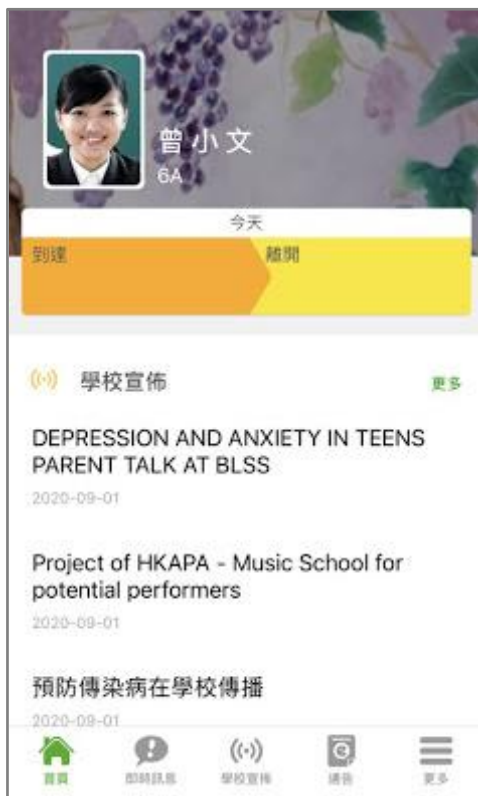 曾小文
6A
今天
到達
離開
學校宣佈
更多
DEPRESSION AND ANXIETY IN TEENS
PARENT TALK AT BLSS
2020-09-01
Project of HKAPA - Music School for
potential performers
2020-09-01
預防傳染病在學校傳播
2020-09-01
首頁
即時訊息
學校宣佈
通告
更多